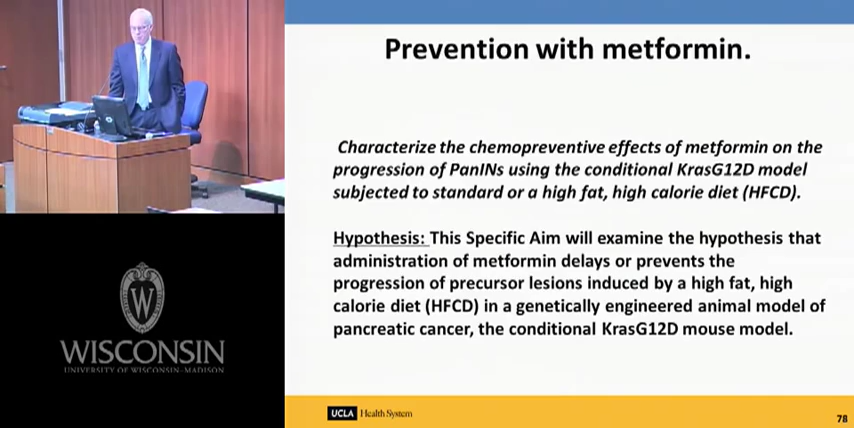 Prevention with metformin.
Characterize the chemopreventive effects of metformin on the
progression of PanINs using the conditional KrasG12D model
subjected to standard or a high fat, high calorie diet (HFCD).
Hypothesis: This Specific Aim will examine the hypothesis that
administration of metformin delays or prevents the
progression of precursor lesions induced by a high fat, high
calorie diet (HFCD) in a genetically engineered animal model of
pancreatic cancer, the conditional KrasG12D mouse model.
W
WISCONSIN
UNIVERSITY OF WISCONSIN-MADISON
UCLA Health System
78